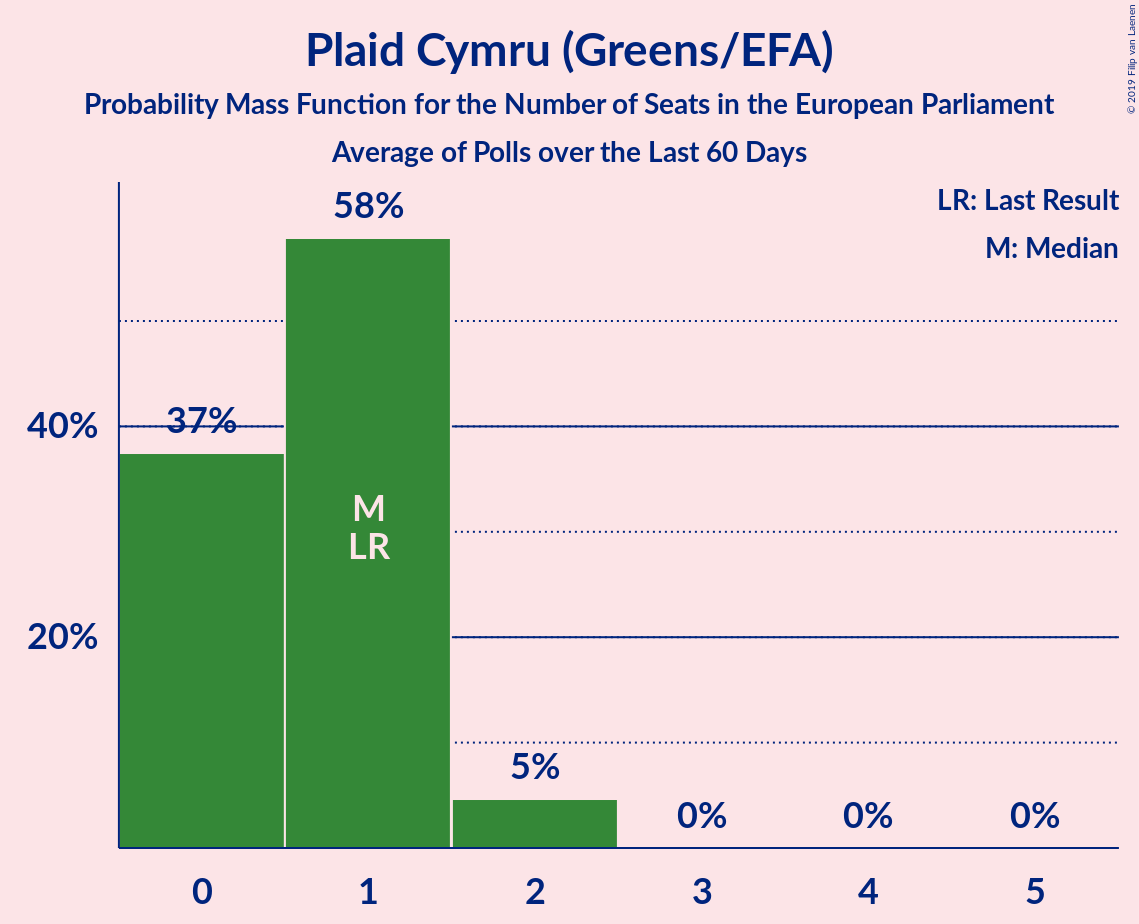 Plaid Cymru (Greens/EFA)
Probability Mass Function for the Number of Seats in the European Parliament
Average of Polls over the Last 60 Days
© 2019 Filip van Laenen
LR: Last Result
M: Median
58%
37%
40%
M
LR
20%
5%
0%
0%
0%
0
1
2
3
4
5